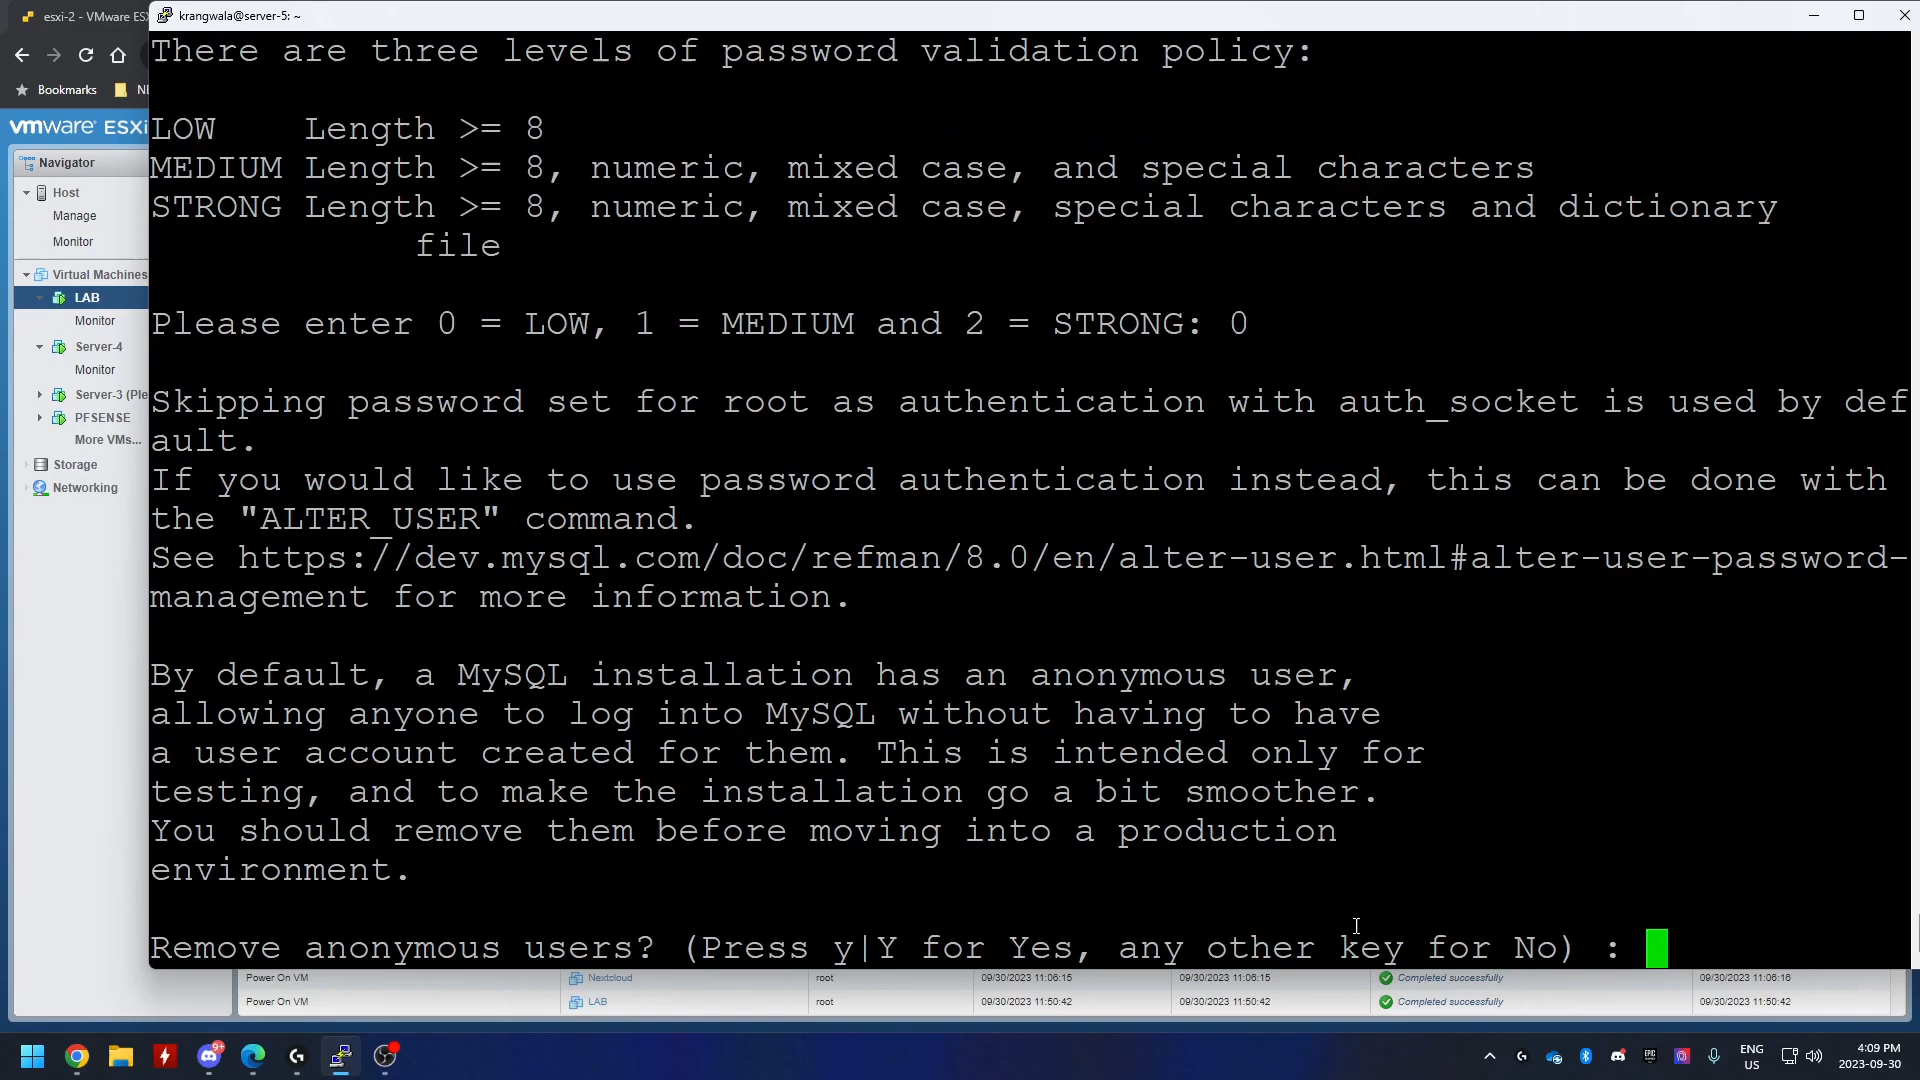 esxi-2 - VMware ESX
krangwala@server-5: ~
Bookmarks
vmware ESXi
Navigator
Host
Manage
Monitor
Virtual Machines
LAB
Monitor
Server-4
Monitor
Server-3 (Ple
PFSENSE
More VMs...
Storage
Networking
There are three levels of password validation policy:
LOW    Length >= 8
MEDIUM Length >= 8, numeric, mixed case, and special characters
STRONG Length >= 8, numeric, mixed case, special characters and dictionary
file
Please enter 0 = LOW, 1 = MEDIUM and 2 = STRONG: 0
Skipping password set for root as authentication with auth_socket is used by def
ault.
If you would like to use password authentication instead, this can be done with
the "ALTER_USER" command.
See https://dev.mysql.com/doc/refman/8.0/en/alter-user.html#alter-user-password-
management for more information.
By default, a MySQL installation has an anonymous user,
allowing anyone to log into MySQL without having to have
a user account created for them. This is intended only for
testing, and to make the installation go a bit smoother.
You should remove them before moving into a production
environment.
Remove anonymous users? (Press y|Y for Yes, any other key for No) :
Power On VM Nextcloud root 09/30/2023 11:06:15 09/30/2023 11:06:15 Completed successfully 09/30/2023 11:06:16
Power On VM LAB root 09/30/2023 11:50:42 09/30/2023 11:50:42 Completed successfully 09/30/2023 11:50:42
9+
ENG
US
4:09 PM
2023-09-30